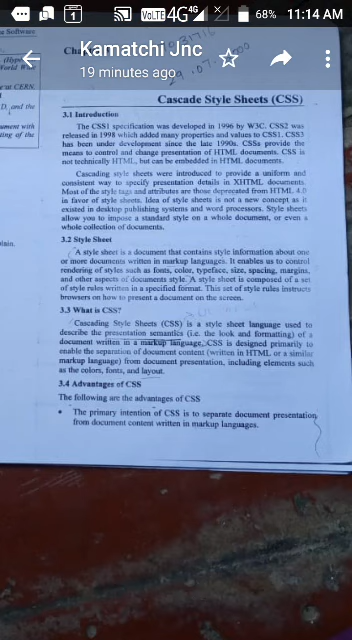 VoLTE 4G 4G 68% 11:14 AM
Kamatchi Jnc
19 minutes ago
Software
Cascade Style Sheets (CSS)
3.1 Introduction
The CSS1 specification was developed in 1996 by W3C. CSS2 was
released in 1998 which added many properties and values to CSS1. CSS3
has been under development since the late 1990s. CSSs provide the
means to control and change presentation of HTML documents. CSS is
not technically HTML, but can be embedded in HTML documents.
Cascading style sheets were introduced to provide a uniform and
consistent way to specify presentation details in XHTML documents.
Most of the style tags and attributes are those deprecated from HTML 4.0
in favor of style sheets. Idea of style sheets is not a new concept as it
existed in desktop publishing systems and word processors. Style sheets
allow you to impose a standard style on a whole document, or even a
whole collection of documents.
3.2 Style Sheet
A style sheet is a document that contains style information about one
or more documents written in markup languages. It enables us to control
rendering of styles such as fonts, color, typeface, size, spacing, margins,
and other aspects of documents style. A style sheet is composed of a set
of style rules written in a specified format. This set of style rules instructs
browsers on how to present a document on the screen.
3.3 What is CSS?
Cascading Style Sheets (CSS) is a style sheet language used to
describe the presentation semantics (i.e. the look and formatting) of a
document written in a markup language. CSS is designed primarily to
enable the separation of document content (written in HTML or a similar
markup language) from document presentation, including elements such
as the colors, fonts, and layout.
3.4 Advantages of CSS
The following are the advantages of CSS
• The primary intention of CSS is to separate document presentation
from document content written in markup languages.